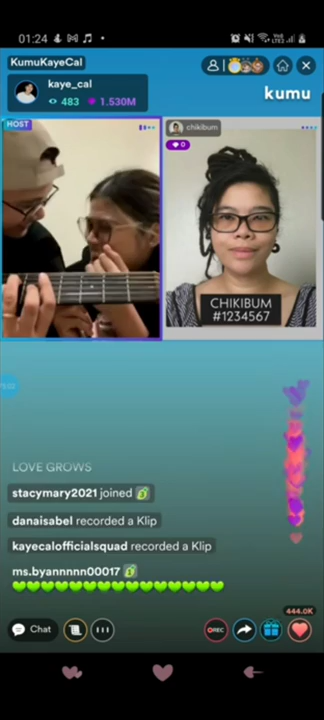 01:24
KumuKayeCal
kaye_cal
483 1.530M
kumu
HOST
chikibum
0
CHIKIBUM
#1234567
LOVE GROWS
stacymary2021 joined
danaisabel recorded a Klip
kayecalofficialsquad recorded a Klip
ms.byannnnn00017
444.0K
Chat
REC